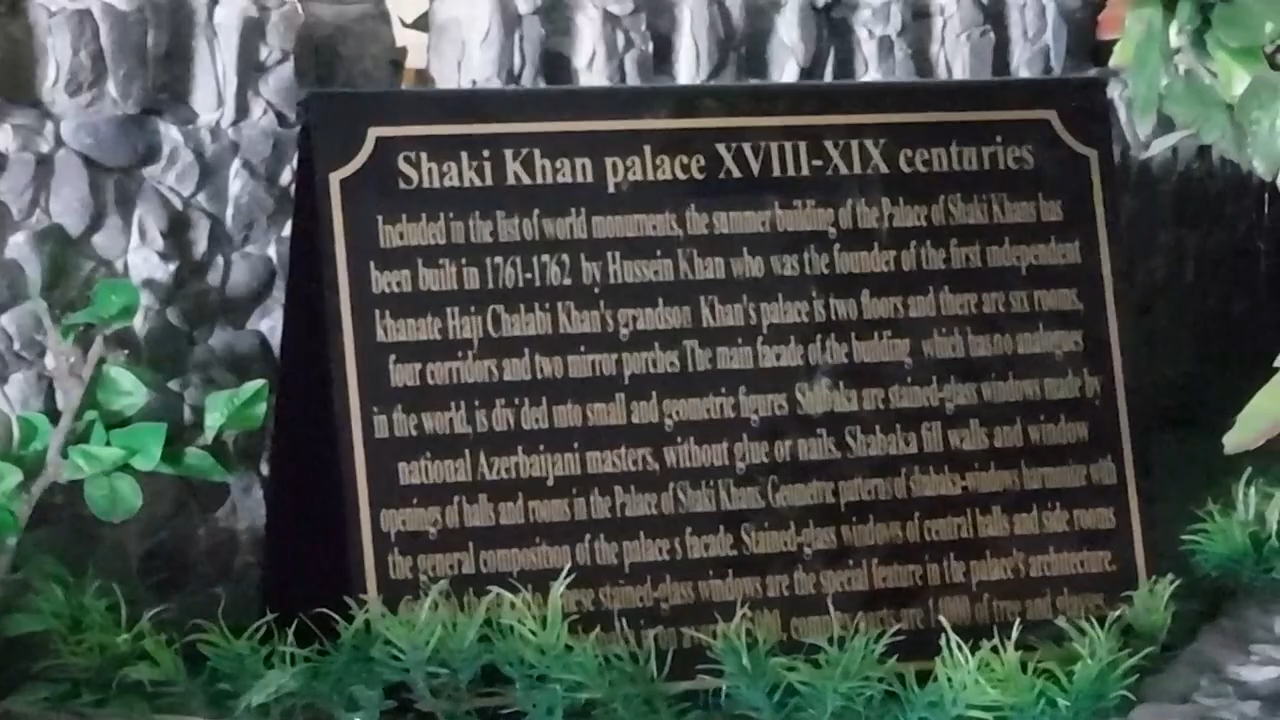 Shaki Khan palace XVIII-XIX centuries
Included in the list of world monuments, the summer building of the Palace of Shaki Khans has
been built in 1761-1762 by Hussein Khan who was the founder of the first independent
khanate Haji Chalabi Khan's grandson Khan's palace is two floors and there are six rooms,
four corridors and two mirror porches The main facade of the building which has no analogues
in the world, is divided into small and geometric figures Shabaka are stained-glass windows made by
national Azerbaijani masters, without glue or nails. Shabaka fill walls and window
openings of halls and rooms in the Palace of Shaki Khans. Geometric patterns of shabaka-windows harmonize with
the general composition of the palace's facade. Stained-glass windows of central halls and side rooms
these stained-glass windows are the special feature in the palace's architecture.
of tree and